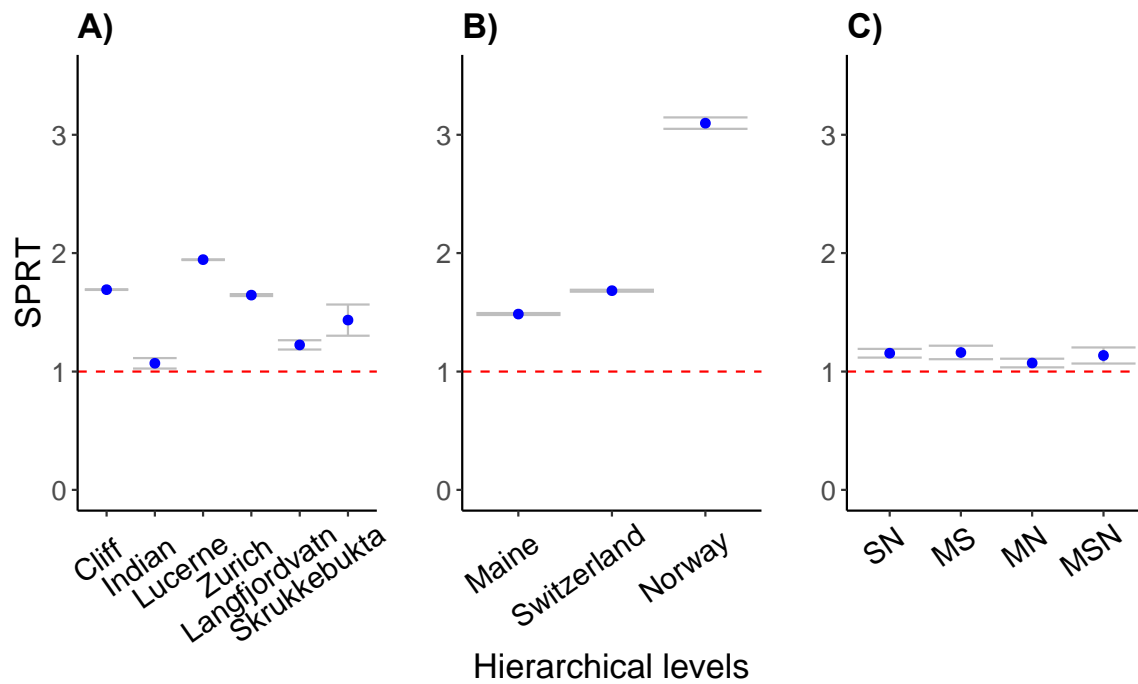 A)
B)
C)
SPRT
3
2
1
0
Cliff
Indian
Lucerne
Zurich
Langfjordvatn
Skrukkebukta
3
2
1
0
Maine
Switzerland
Norway
3
2
1
0
SN
MS
MN
MSN
Hierarchical levels